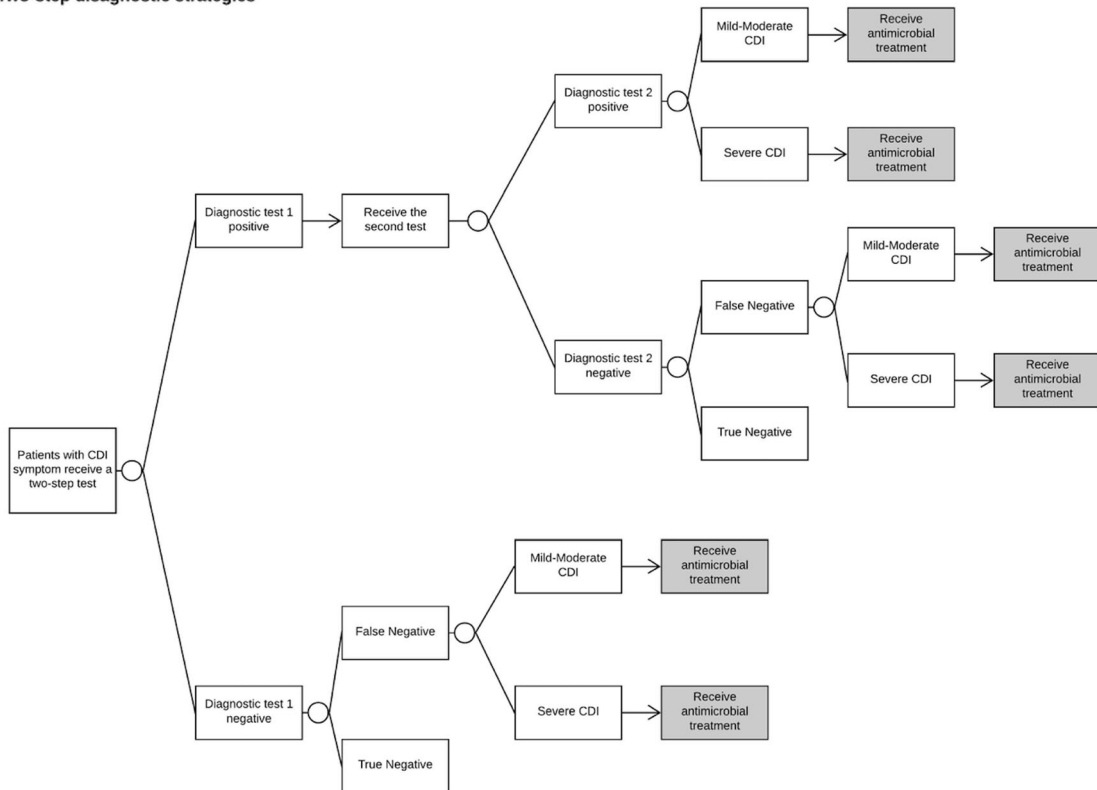 Two-step disagnostic strategies
Mild-Moderate
CDI
Receive
antimicrobial
treatment
Diagnostic test 2
positive
Severe CDI
Receive
antimicrobial
treatment
Diagnostic test 1
positive
Receive the
second test
Mild-Moderate
CDI
Receive
antimicrobial
treatment
False Negative
Diagnostic test 2
negative
Severe CDI
Receive
antimicrobial
treatment
True Negative
Patients with CDI
symptom receive a
two-step test
Mild-Moderate
CDI
Receive
antimicrobial
treatment
False Negative
Diagnostic test 1
negative
Severe CDI
Receive
antimicrobial
treatment
True Negative